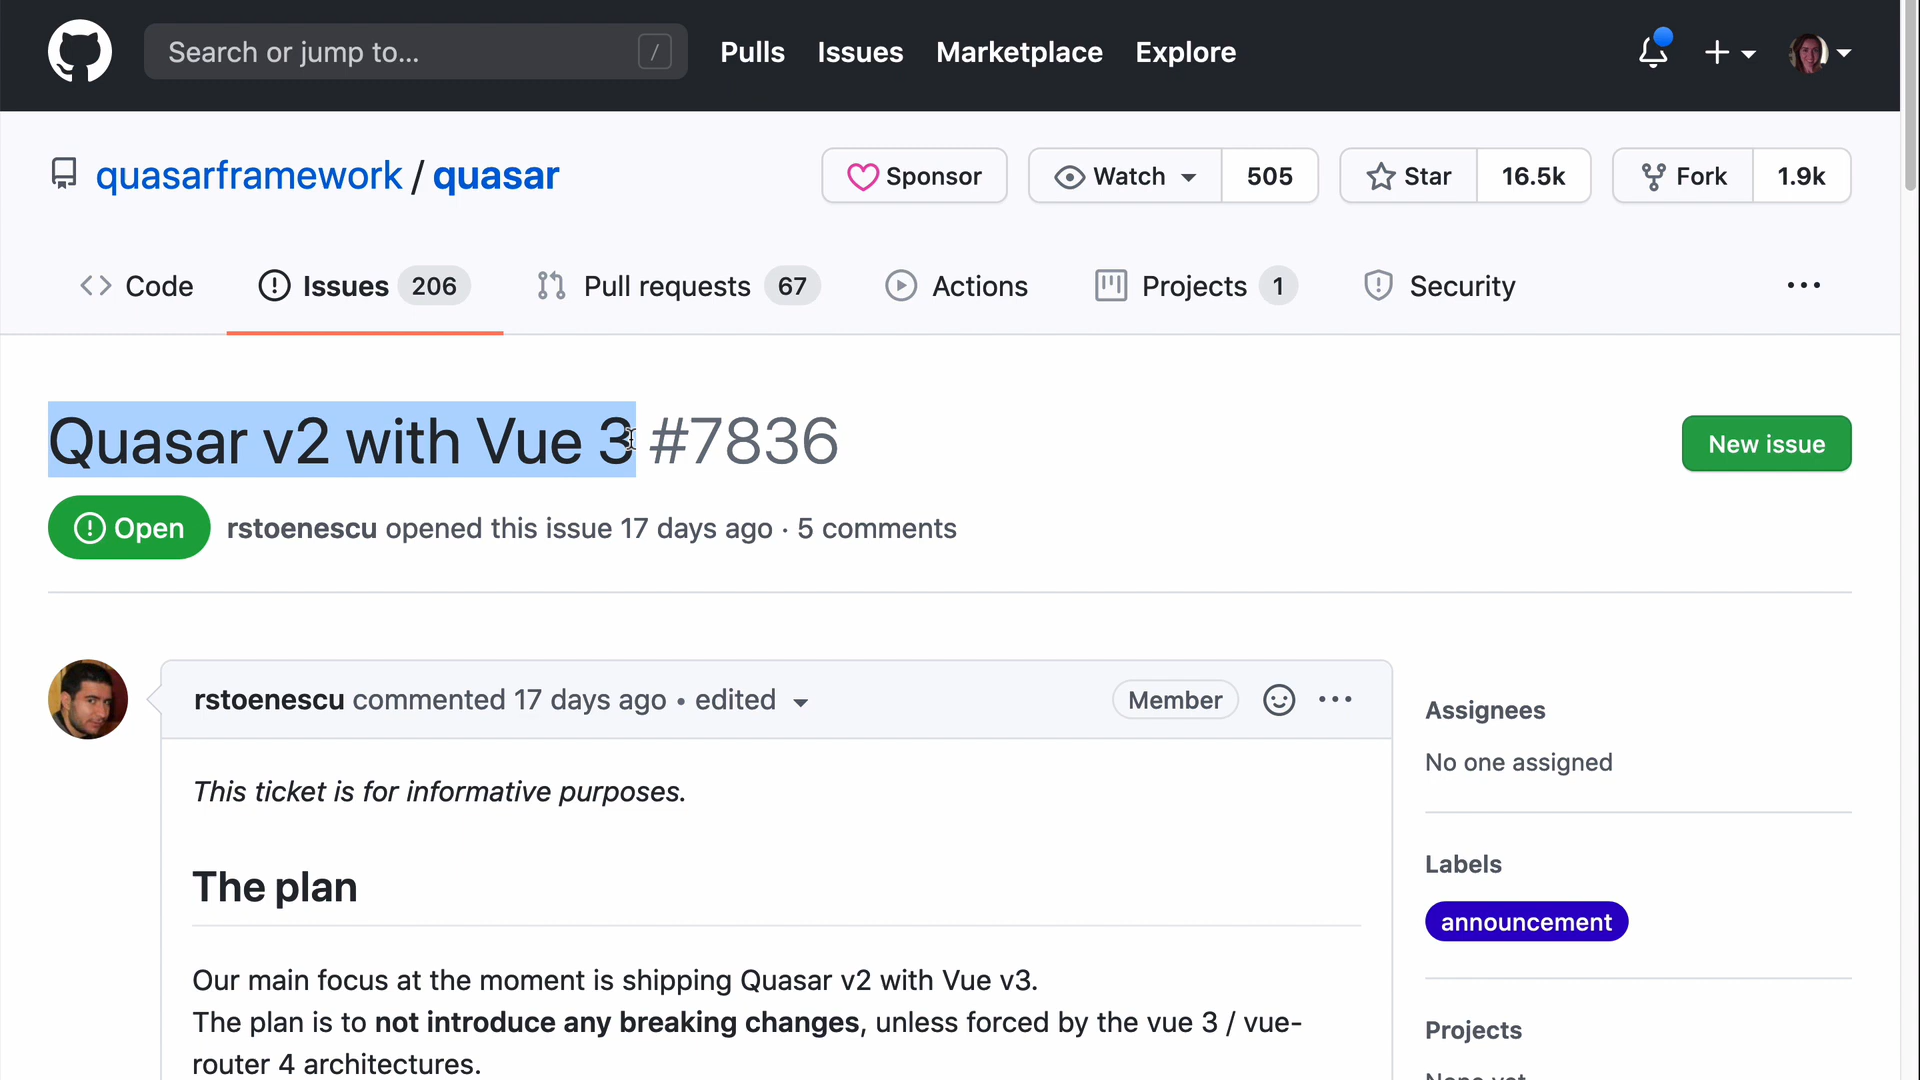 Search or jump to... /
Pulls Issues Marketplace Explore
quasarframework / quasar
Sponsor Watch 505 Star 16.5k Fork 1.9k
Code Issues 206 Pull requests 67 Actions Projects 1 Security ...
Quasar v2 with Vue 3 #7836
New issue
Open rstoenescu opened this issue 17 days ago · 5 comments
rstoenescu commented 17 days ago • edited
Member ...
This ticket is for informative purposes.
The plan
Our main focus at the moment is shipping Quasar v2 with Vue v3.
The plan is to not introduce any breaking changes, unless forced by the vue 3 / vue-
router 4 architectures.
Assignees
No one assigned
Labels
announcement
Projects
None yet